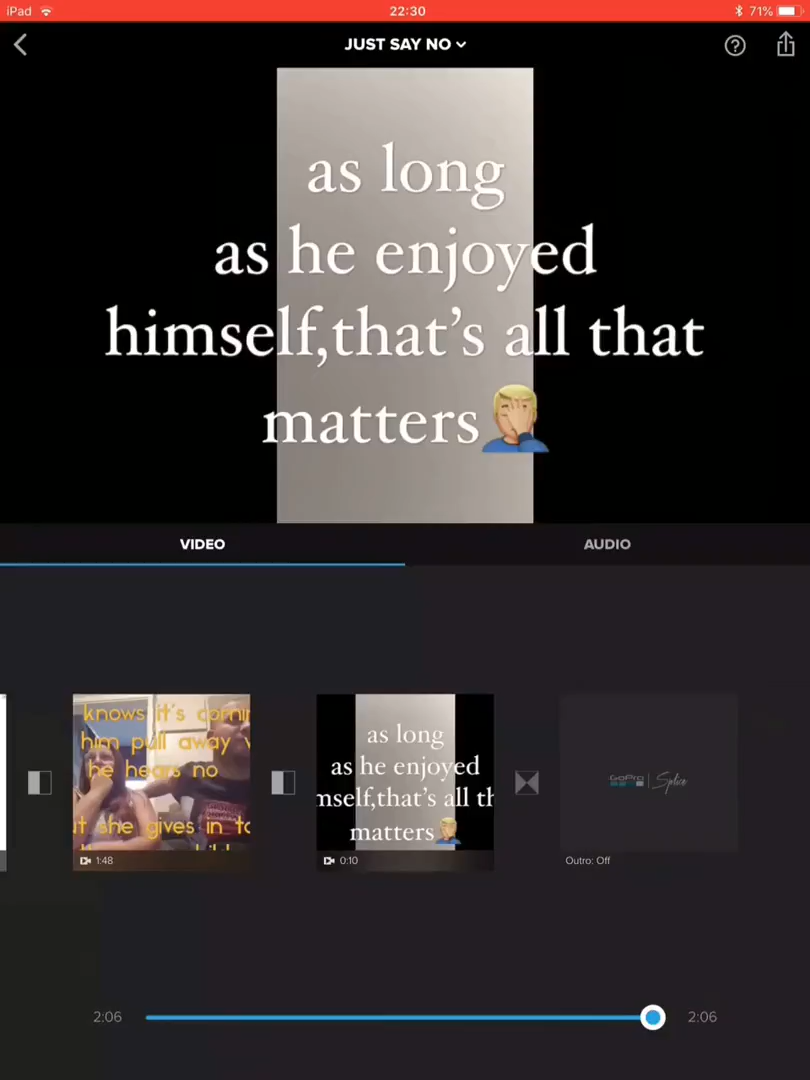 iPad 22:30 71%
JUST SAY NO
as long
as he enjoyed
himself,that's all that
matters🤦🏼‍♂️
VIDEO AUDIO
knows it's
him pull away
he hears no
she gives in
1:48
as long
as he enjoyed
mself,that's all th
matters🤦🏼‍♂️
0:10
GoPro | Splice
Outro: Off
2:06 2:06